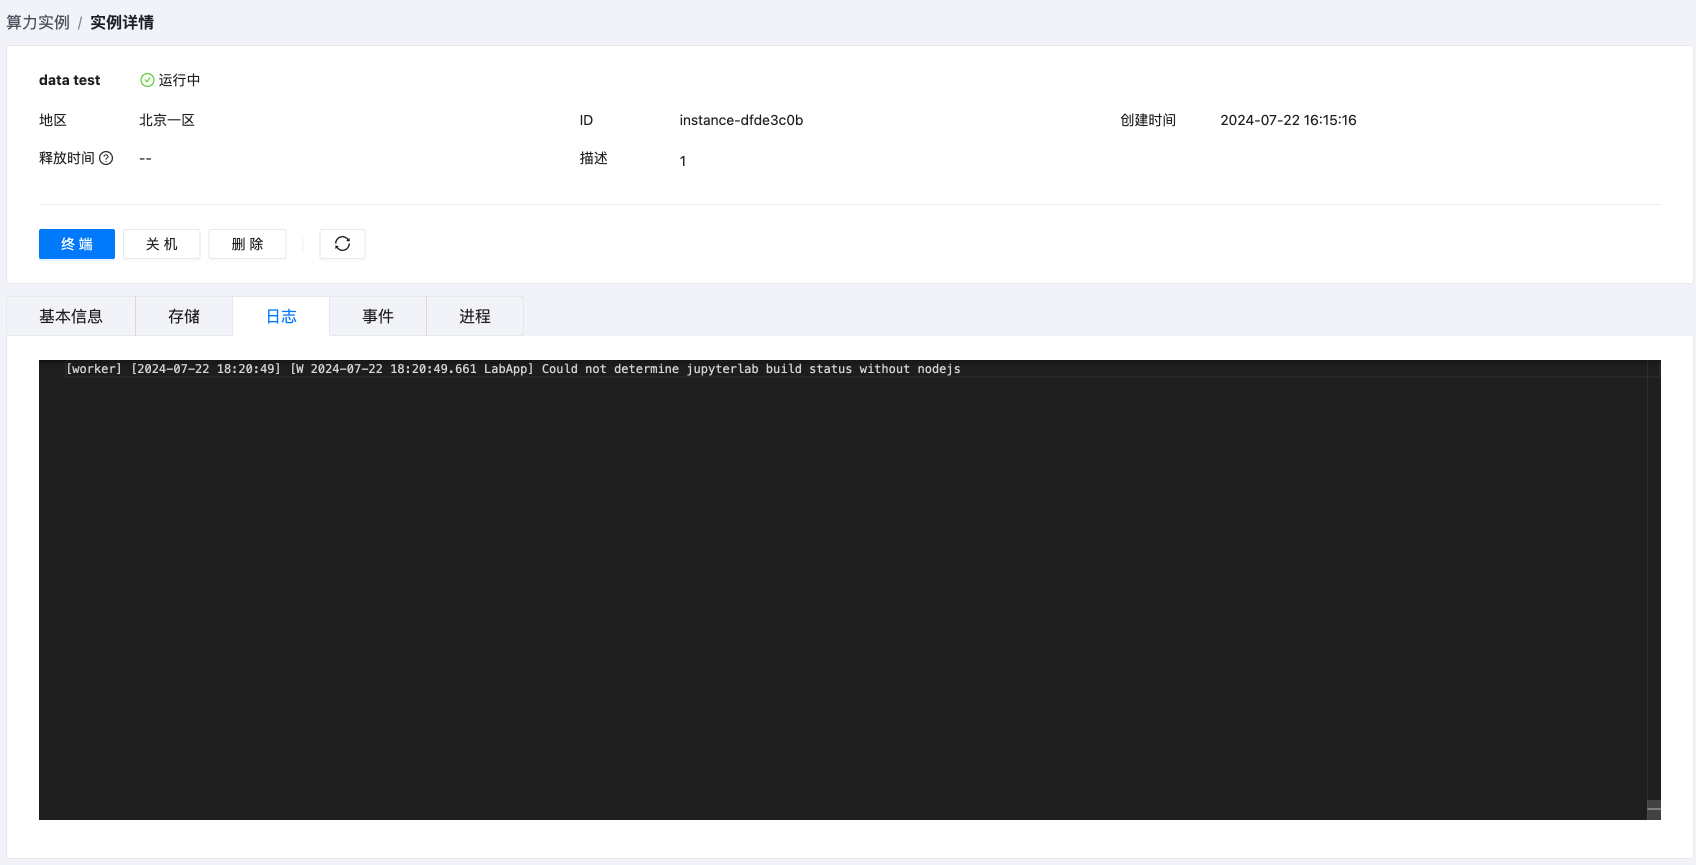 算力实例 / 实例详情
data test 运行中
地区 北京一区 ID instance-dfde3c0b 创建时间 2024-07-22 16:15:16
释放时间 -- 描述 1
终端 关机 删除
基本信息 存储 日志 事件 进程
[worker] [2024-07-22 18:20:49] [W 2024-07-22 18:20:49.661 LabApp] Could not determine jupyterlab build status without nodejs